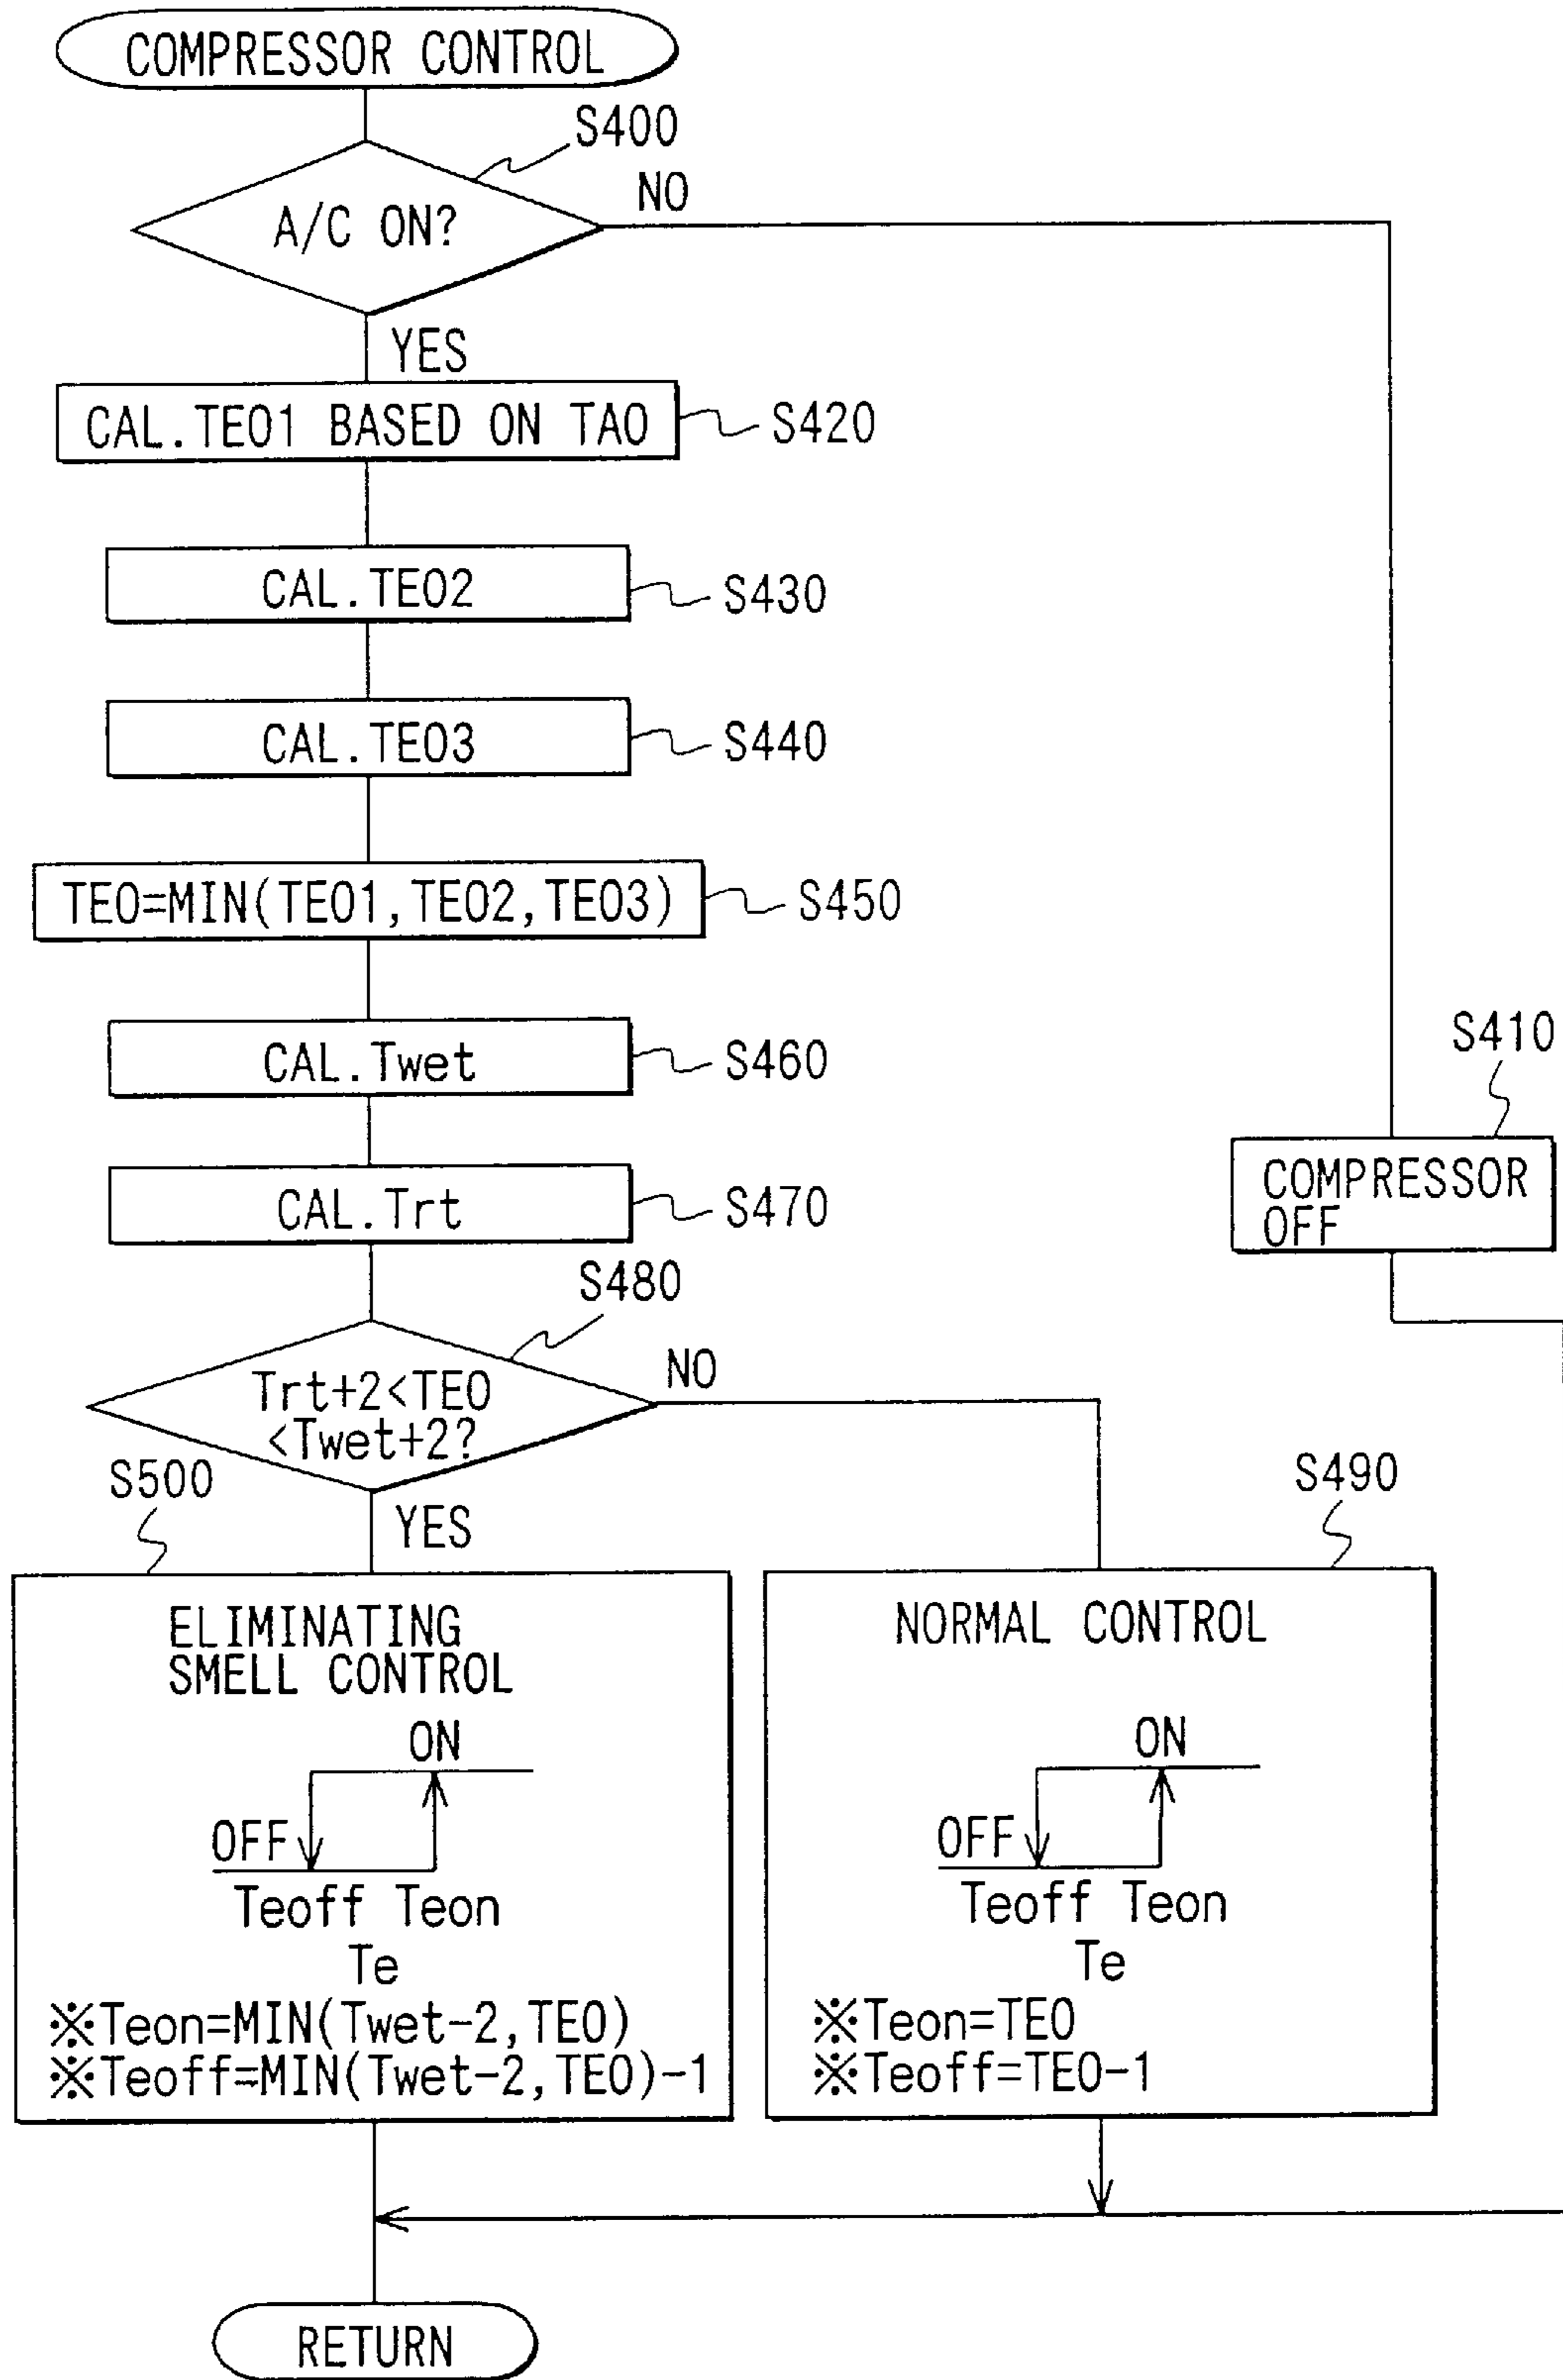 COMPRESSOR CONTROL
S400
A/C ON?
NO
YES
CAL.TEO1 BASED ON TAO
S420
CAL.TEO2
S430
CAL.TEO3
S440
TEO=MIN(TEO1,TEO2,TEO3)
S450
CAL.Twet
S460
S410
COMPRESSOR
OFF
CAL.Trt
S470
S480
Trt+2<TEO
<Twet+2?
NO
YES
S500
ELIMINATING
SMELL CONTROL
ON
OFF
Teoff Teon
Te
※Teon=MIN(Twet-2,TEO)
※Teoff=MIN(Twet-2,TEO)-1
S490
NORMAL CONTROL
ON
OFF
Teoff Teon
Te
※Teon=TEO
※Teoff=TEO-1
RETURN